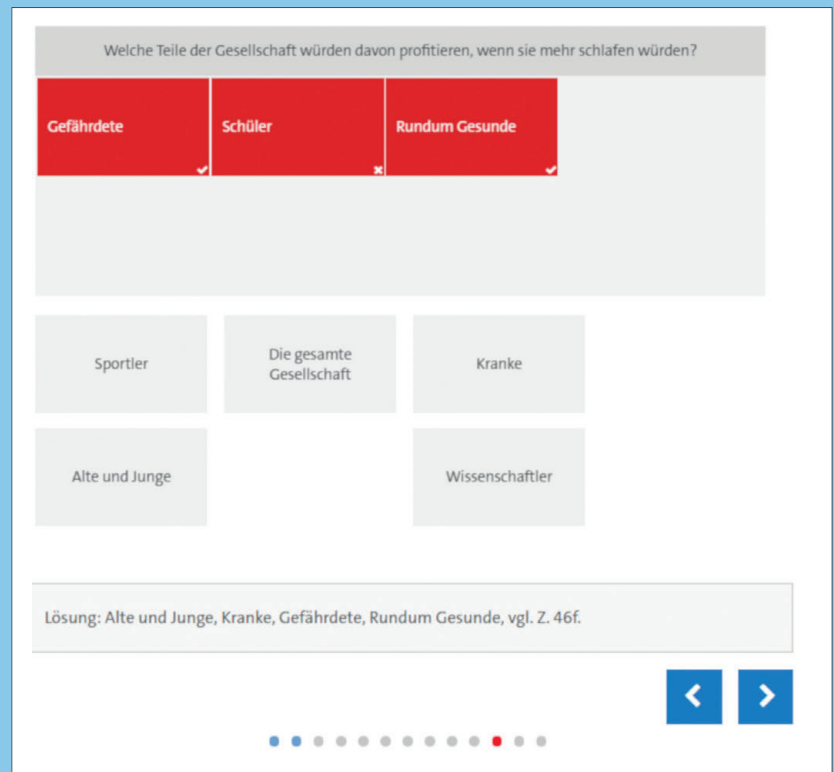 Welche Teile der Gesellschaft würden davon profitieren, wenn sie mehr schlafen würden?
Gefährdete
Schüler
Rundum Gesunde
Sportler
Die gesamte
Gesellschaft
Kranke
Alte und Junge
Wissenschaftler
Lösung: Alte und Junge, Kranke, Gefährdete, Rundum Gesunde, vgl. Z. 46f.